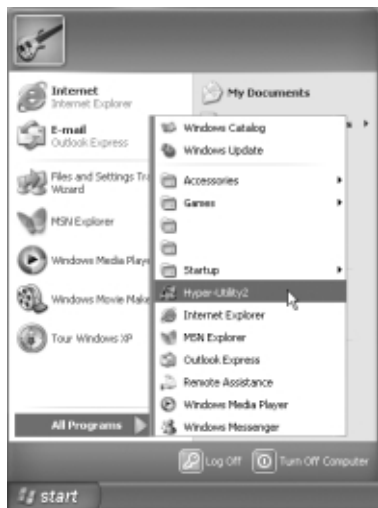 Internet
Internet Explorer
E-mail
Outlook Express
Files and Settings Tra
Wizard
MSN Explorer
Windows Media Playe
Windows Movie Make
Tour Windows XP
All Programs
My Documents
Windows Catalog
Windows Update
Accessories
Games
Startup
Hyper-Utility2
Internet Explorer
MSN Explorer
Outlook Express
Remote Assistance
Windows Media Player
Windows Messenger
Log Off
Turn Off Computer
start